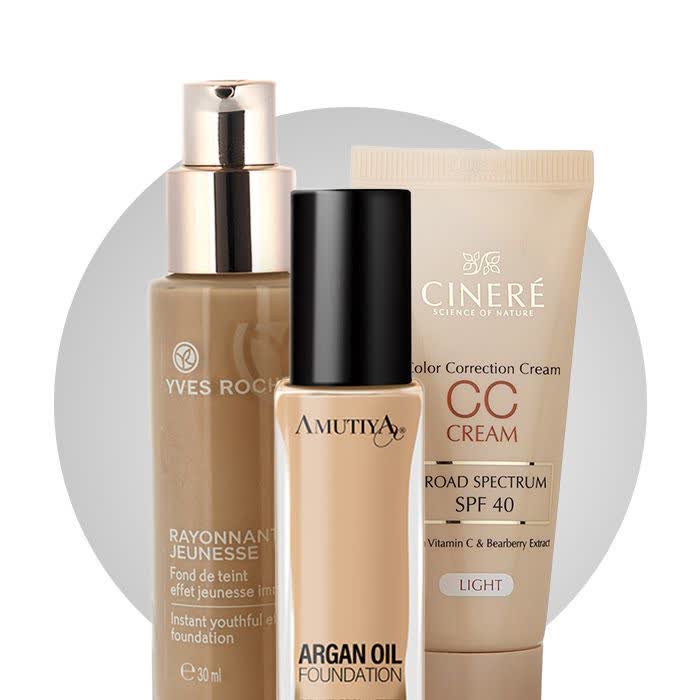 YVES ROCH
RAYONNAN
JEUNESSE
Fond de teint
effet jeunesse im
Instant youthful e
foundation
℮ 30 ml
AMUTIYA®
ARGAN OIL
FOUNDATION
CINERÉ
SCIENCE OF NATURE
Color Correction Cream
CC
CREAM
ROAD SPECTRUM
SPF 40
Vitamin C & Bearberry Extract
LIGHT